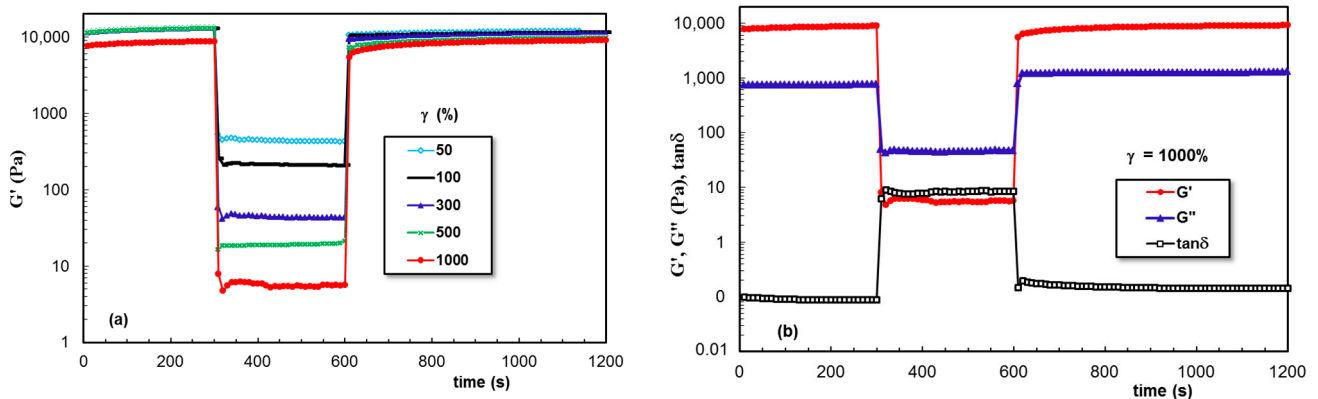 10,000
1000
100
10
1
G' (Pa)
γ (%)
50
100
300
500
1000
(a)
0 200 400 600 800 1000 1200
time (s)
10,000
1,000
100
10
1
0
0.01
G', G'' (Pa), tanδ
γ = 1000%
G'
G''
tanδ
(b)
0 200 400 600 800 1000 1200
time (s)